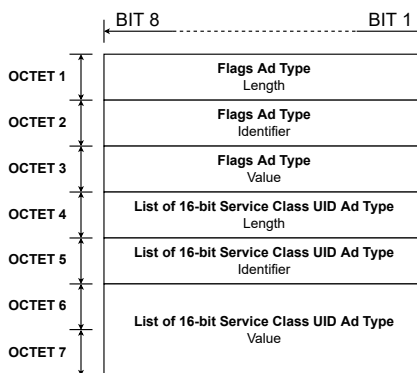 BIT 8 BIT 1
OCTET 1
Flags Ad Type
Length
OCTET 2
Flags Ad Type
Identifier
OCTET 3
Flags Ad Type
Value
OCTET 4
List of 16-bit Service Class UID Ad Type
Length
OCTET 5
List of 16-bit Service Class UID Ad Type
Identifier
OCTET 6
List of 16-bit Service Class UID Ad Type
Value
OCTET 7